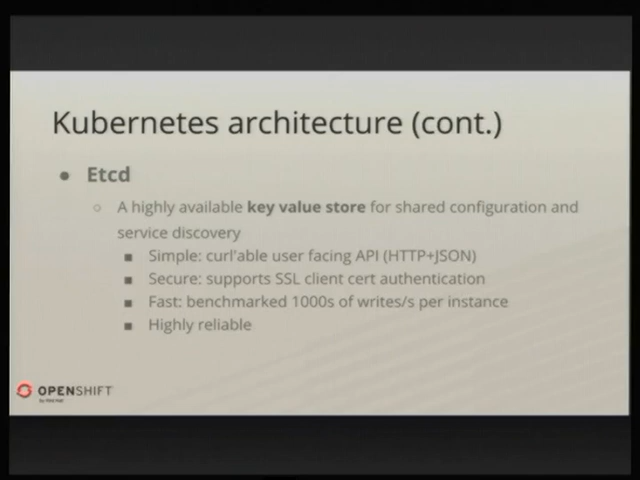 Kubernetes architecture (cont.)
● Etcd
○ A highly available key value store for shared configuration and
service discovery
■ Simple: curl'able user facing API (HTTP+JSON)
■ Secure: supports SSL client cert authentication
■ Fast: benchmarked 1000s of writes/s per instance
■ Highly reliable
OPENSHIFT
by Red Hat